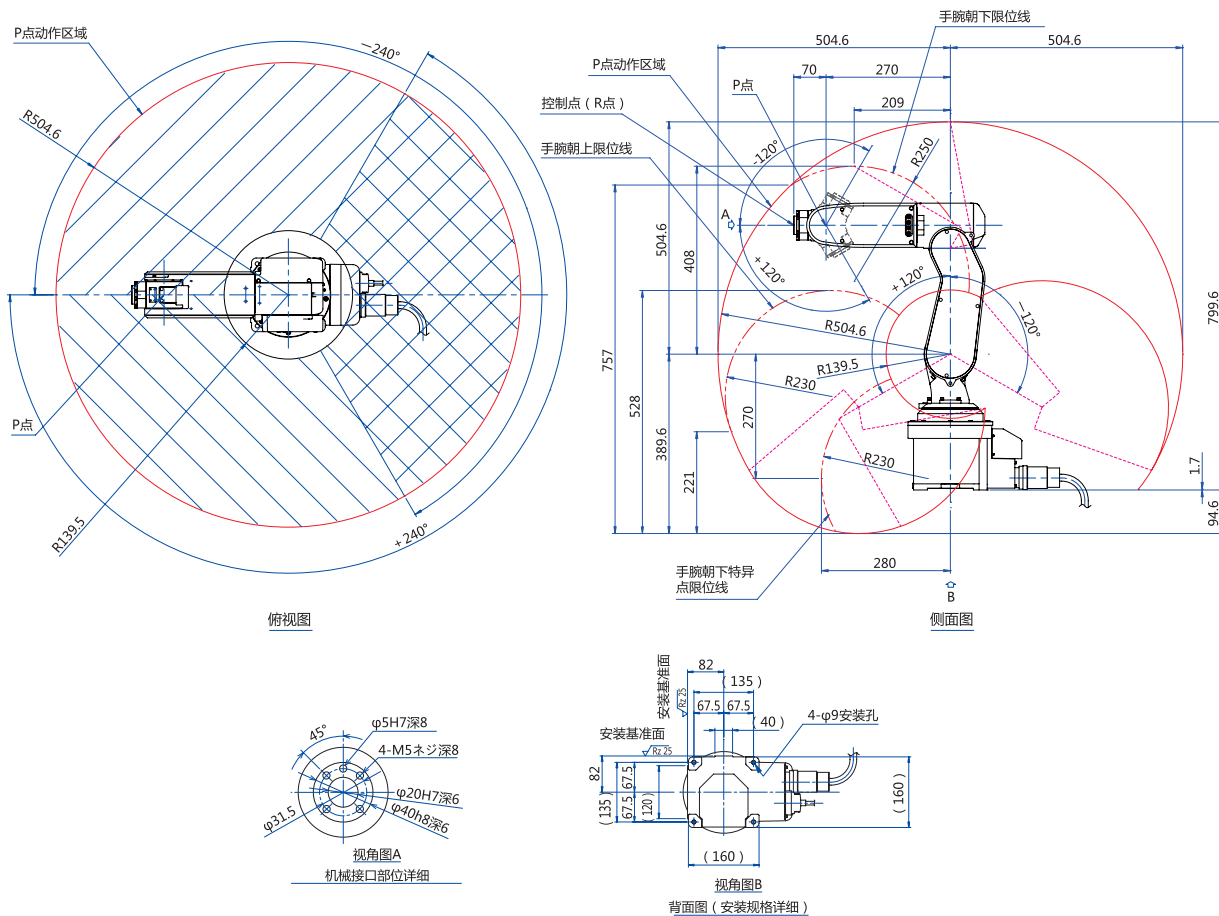 P点动作区域
－240°
R504.6
P点
R139.5
＋240°
俯视图
手腕朝下限位线
504.6
504.6
P点动作区域
70
270
P点
控制点（R点）
209
手腕朝上限位线
-120°
R250
A
504.6
408
+120°
+120°
－120°
799.6
R504.6
R139.5
R230
757
528
270
389.6
221
R230
1.7
94.6
手腕朝下特异
点限位线
280
B
侧面图
45°
φ5H7深8
4-M5ネジ深8
φ20H7深6
φ40h8深6
φ31.5
视角图A
机械接口部位详细
安装基准面
Rz 25
82
（135）
67.5
67.5
（40）
4-φ9安装孔
安装基准面
Rz 25
82
（135）
67.5
67.5
（120）
（160）
（160）
视角图B
背面图（安装规格详细）